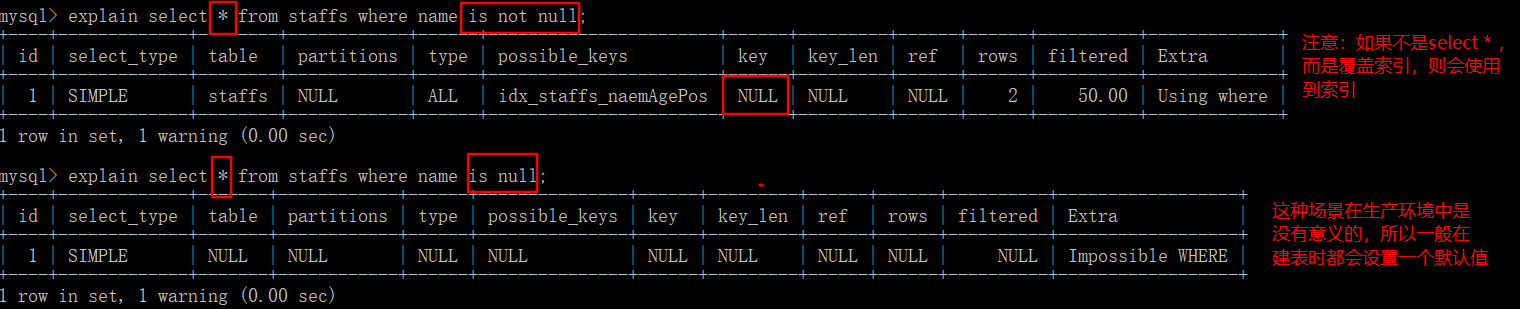 mysql> explain select * from staffs where name is not null;
+----+-------------+--------+------------+------+----------------------+------+---------+------+------+----------+-------------+
| id | select_type | table | partitions | type | possible_keys | key | key_len | ref | rows | filtered | Extra |
+----+-------------+--------+------------+------+----------------------+------+---------+------+------+----------+-------------+
| 1 | SIMPLE | staffs | NULL | ALL | idx_staffs_naemAgePos | NULL | NULL | NULL | 2 | 50.00 | Using where |
+----+-------------+--------+------------+------+----------------------+------+---------+------+------+----------+-------------+
1 row in set, 1 warning (0.00 sec)
注意：如果不是select * ，
而是覆盖索引，则会使用
到索引
mysql> explain select * from staffs where name is null;
+----+-------------+-------+------------+------+---------------+------+---------+------+------+----------+------------------+
| id | select_type | table | partitions | type | possible_keys | key | key_len | ref | rows | filtered | Extra |
+----+-------------+-------+------------+------+---------------+------+---------+------+------+----------+------------------+
| 1 | SIMPLE | NULL | NULL | NULL | NULL | NULL | NULL | NULL | NULL | NULL | Impossible WHERE |
+----+-------------+-------+------------+------+---------------+------+---------+------+------+----------+------------------+
1 row in set, 1 warning (0.00 sec)
这种场景在生产环境中是
没有意义的，所以一般在
建表时都会设置一个默认值